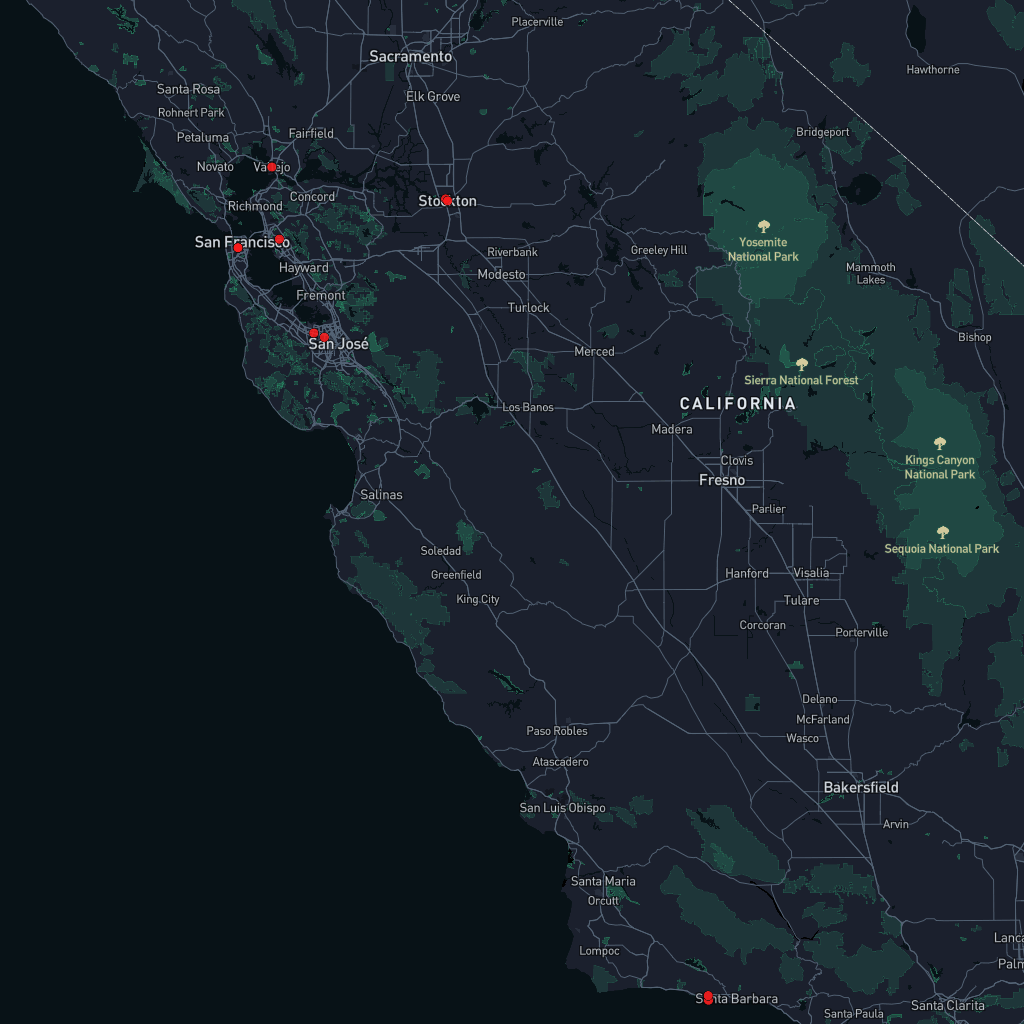 Placerville
Sacramento
Hawthorne
Santa Rosa
Elk Grove
Rohnert Park
Petaluma
Fairfield
Bridgeport
Novato
Vallejo
Concord
Richmond
Stockton
San Francisco
Riverbank
Greeley Hill
Yosemite
National Park
Hayward
Modesto
Mammoth
Lakes
Fremont
Turlock
San José
Merced
Bishop
Sierra National Forest
CALIFORNIA
Los Banos
Madera
Clovis
Kings Canyon
National Park
Fresno
Salinas
Parlier
Soledad
Sequoia National Park
Greenfield
Hanford
Visalia
King City
Tulare
Corcoran
Porterville
Delano
McFarland
Paso Robles
Wasco
Atascadero
Bakersfield
San Luis Obispo
Arvin
Santa Maria
Orcutt
Lompoc
Lanca
Palm
Santa Barbara
Santa Clarita
Santa Paula